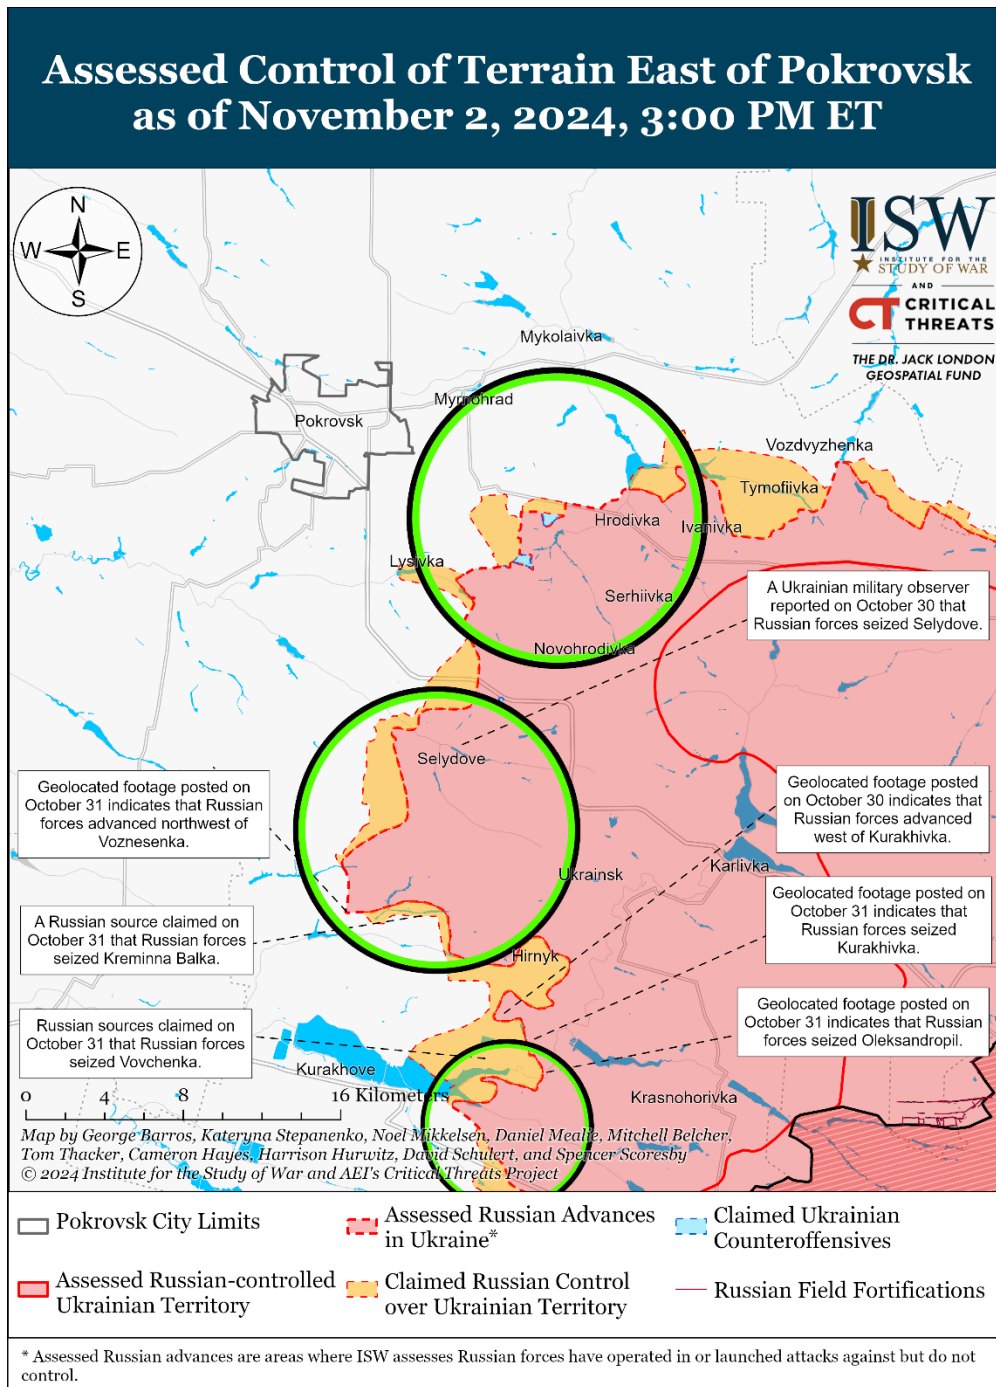 Assessed Control of Terrain East of Pokrovsk
as of November 2, 2024, 3:00 PM ET
N
W
E
S
ISW
INSTITUTE FOR THE
STUDY OF WAR
AND
CT CRITICAL
THREATS
THE DR. JACK LONDON
GEOSPATIAL FUND
Mykolaivka
Myrnohrad
Pokrovsk
Vozdvyzhenka
Tymofiivka
Hrodivka
Ivanivka
Lysivka
Serhiivka
Novohrodivka
A Ukrainian military observer
reported on October 30 that
Russian forces seized Selydove.
Selydove
Geolocated footage posted on
October 31 indicates that Russian
forces advanced northwest of
Voznesenka.
Geolocated footage posted
on October 30 indicates that
Russian forces advanced
west of Kurakhivka.
Karlivka
Ukrainsk
A Russian source claimed on
October 31 that Russian forces
seized Kreminna Balka.
Geolocated footage posted on
October 31 indicates that
Russian forces seized
Kurakhivka.
Hirnyk
Russian sources claimed on
October 31 that Russian forces
seized Vovchenka.
Geolocated footage posted on
October 31 indicates that Russian
forces seized Oleksandropil.
Kurakhove
Krasnohorivka
0 4 8 16 Kilometers
Map by George Barros, Kateryna Stepanenko, Noel Mikkelsen, Daniel Mealie, Mitchell Belcher,
Tom Thacker, Cameron Hayes, Harrison Hurwitz, David Schulert, and Spencer Scoresby
© 2024 Institute for the Study of War and AEI's Critical Threats Project
Pokrovsk City Limits
Assessed Russian Advances
in Ukraine*
Claimed Ukrainian
Counteroffensives
Assessed Russian-controlled
Ukrainian Territory
Claimed Russian Control
over Ukrainian Territory
Russian Field Fortifications
* Assessed Russian advances are areas where ISW assesses Russian forces have operated in or launched attacks against but do not
control.